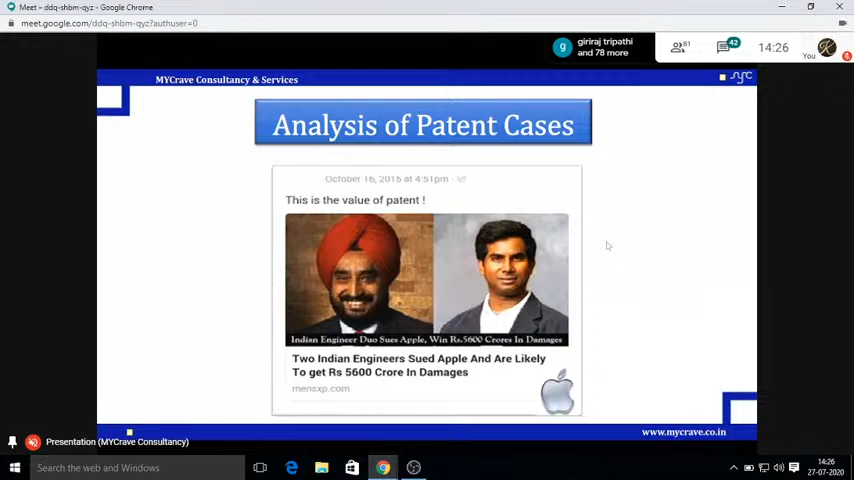 Meet – ddq-shbm-qyz - Google Chrome
meet.google.com/ddq-shbm-qyz?authuser=0
g
giriraj tripathi
and 78 more
81
42
14:26
You
MYCrave Consultancy & Services
Analysis of Patent Cases
October 16, 2015 at 4:51pm ·
This is the value of patent !
Indian Engineer Duo Sues Apple, Win Rs.5600 Crores In Damages
Two Indian Engineers Sued Apple And Are Likely
To get Rs 5600 Crore In Damages
mensxp.com
www.mycrave.co.in
Presentation (MYCrave Consultancy)
Search the web and Windows
14:26
27-07-2020